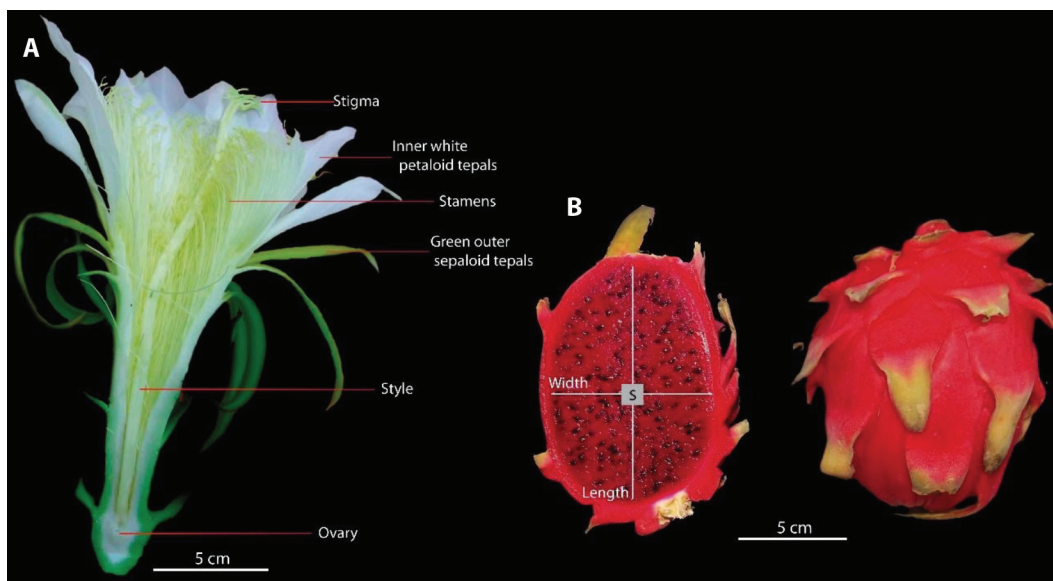 A
Stigma
Inner white
petaloid tepals
Stamens
Green outer
sepaloid tepals
Style
Ovary
5 cm
B
Width
S
Length
5 cm